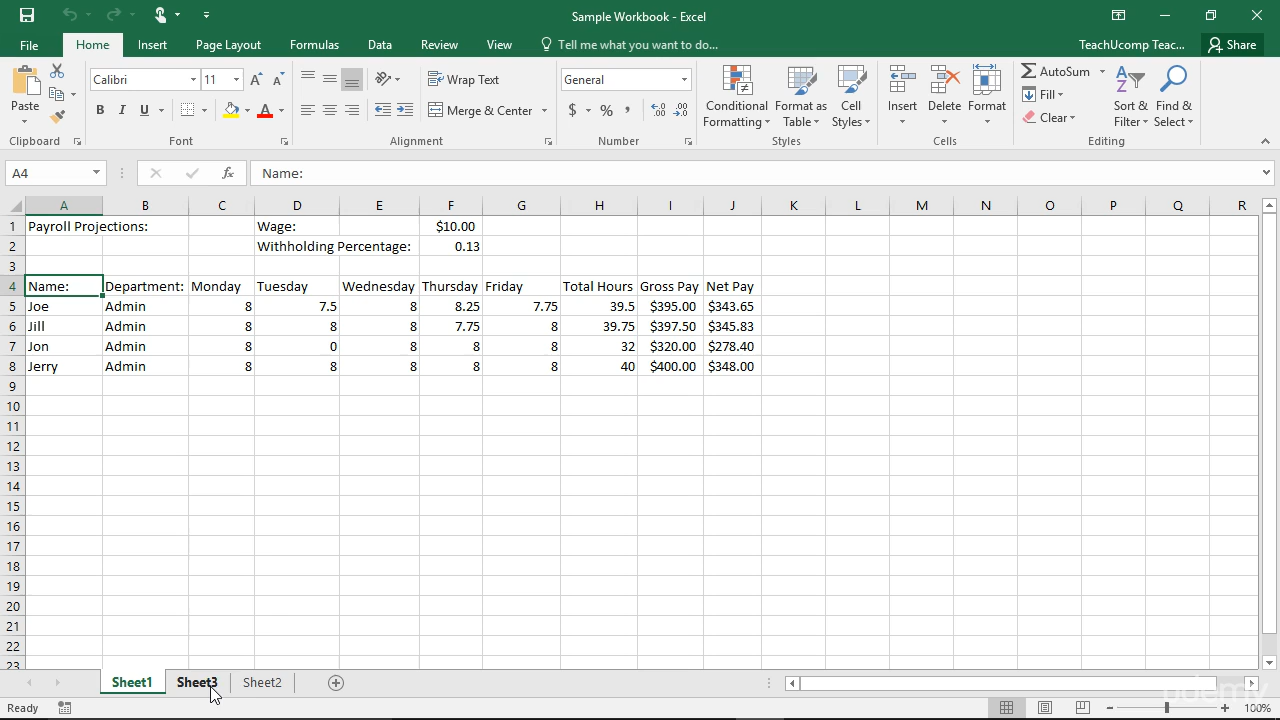 Sample Workbook - Excel
File Home Insert Page Layout Formulas Data Review View Tell me what you want to do... TeachUcomp Teac... Share
Paste Calibri 11 A A Wrap Text General Conditional Formatting Format as Table Cell Styles Insert Delete Format AutoSum Sort & Filter Find & Select
B I U A Merge & Center $ % , Fill
Clear
Clipboard Font Alignment Number Styles Cells Editing
A4 fx Name:
A B C D E F G H I J K L M N O P Q R
1 Payroll Projections: Wage: $10.00
2 Withholding Percentage: 0.13
3
4 Name: Department: Monday Tuesday Wednesday Thursday Friday Total Hours Gross Pay Net Pay
5 Joe Admin 8 7.5 8 8.25 7.75 39.5 $395.00 $343.65
6 Jill Admin 8 8 8 7.75 8 39.75 $397.50 $345.83
7 Jon Admin 8 0 8 8 8 32 $320.00 $278.40
8 Jerry Admin 8 8 8 8 8 40 $400.00 $348.00
9
10
11
12
13
14
15
16
17
18
19
20
21
22
23
Sheet1 Sheet3 Sheet2
Ready 100%
udemy